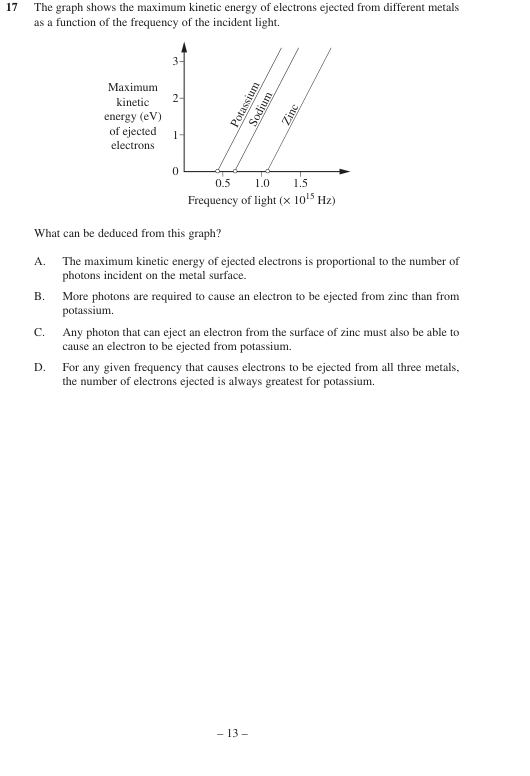 17 The graph shows the maximum kinetic energy of electrons ejected from different metals
as a function of the frequency of the incident light.
3
Maximum
kinetic
energy (eV)
of ejected
electrons
2
1
0
Potassium
Sodium
Zinc
0.5 1.0 1.5
Frequency of light (× 10¹⁵ Hz)
What can be deduced from this graph?
A. The maximum kinetic energy of ejected electrons is proportional to the number of
photons incident on the metal surface.
B. More photons are required to cause an electron to be ejected from zinc than from
potassium.
C. Any photon that can eject an electron from the surface of zinc must also be able to
cause an electron to be ejected from potassium.
D. For any given frequency that causes electrons to be ejected from all three metals,
the number of electrons ejected is always greatest for potassium.
– 13 –